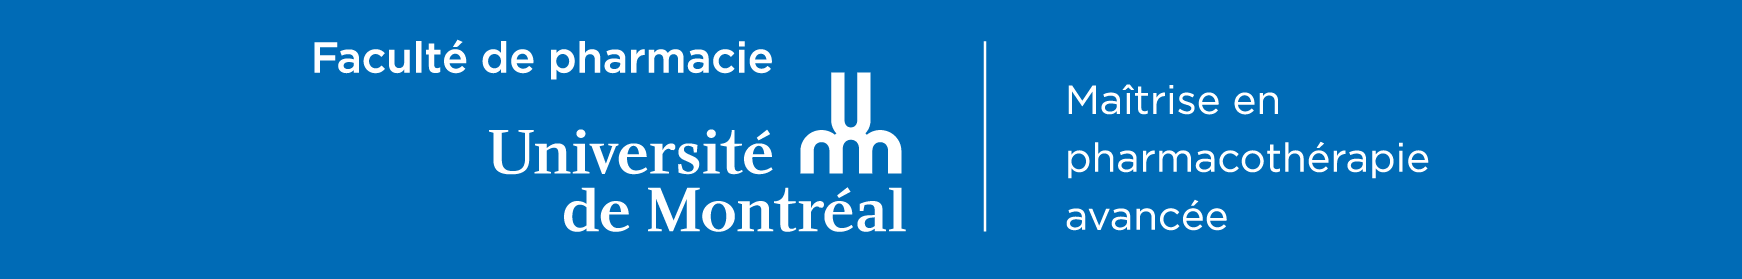 Faculté de pharmacie
Université
de Montréal
Maîtrise en
pharmacothérapie
avancée